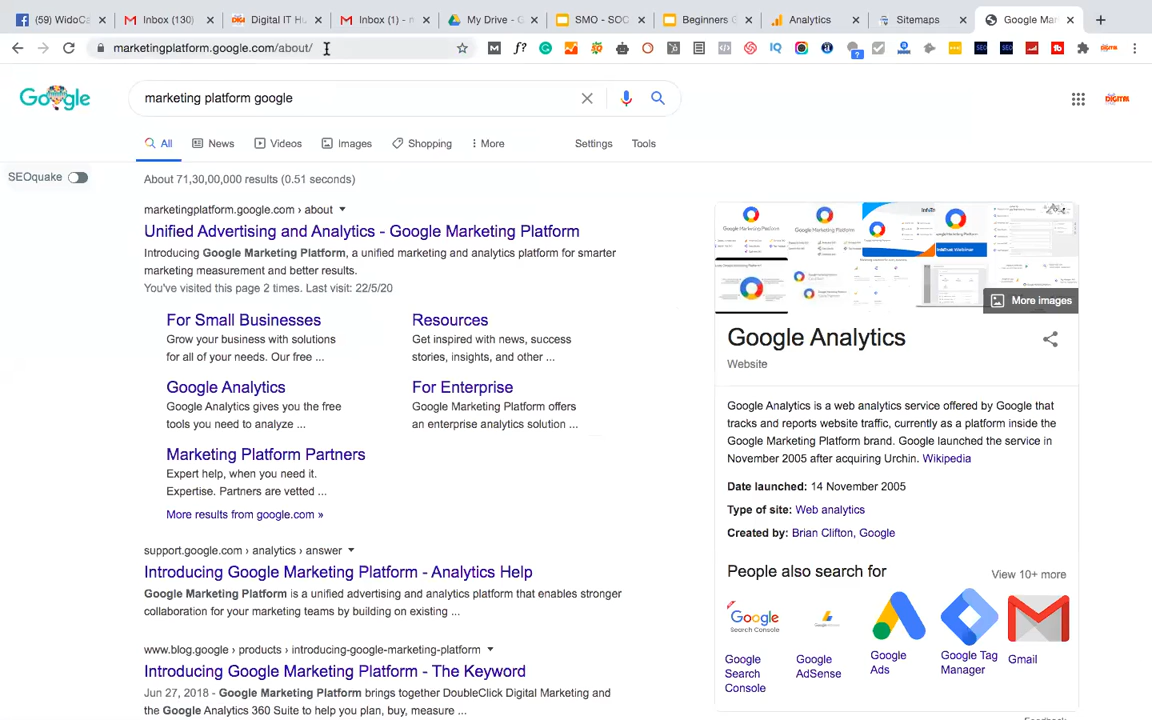 (59) WidoCa
Inbox (130)
Digital IT Hu
Inbox (1) - n
My Drive - G
SMO - SOC
Beginners G
Analytics
Sitemaps
Google Mar
marketingplatform.google.com/about/
Google
marketing platform google
All
News
Videos
Images
Shopping
More
Settings
Tools
SEOquake
About 71,30,00,000 results (0.51 seconds)
marketingplatform.google.com › about
Unified Advertising and Analytics - Google Marketing Platform
Introducing Google Marketing Platform, a unified marketing and analytics platform for smarter
marketing measurement and better results.
You've visited this page 2 times. Last visit: 22/5/20
For Small Businesses
Grow your business with solutions
for all of your needs. Our free ...
Resources
Get inspired with news, success
stories, insights, and other ...
Google Analytics
Google Analytics gives you the free
tools you need to analyze ...
For Enterprise
Google Marketing Platform offers
an enterprise analytics solution ...
Marketing Platform Partners
Expert help, when you need it.
Expertise. Partners are vetted ...
More results from google.com »
support.google.com › analytics › answer
Introducing Google Marketing Platform - Analytics Help
Google Marketing Platform is a unified advertising and analytics platform that enables stronger
collaboration for your marketing teams by building on existing ...
www.blog.google › products › introducing-google-marketing-platform
Introducing Google Marketing Platform - The Keyword
Jun 27, 2018 - Google Marketing Platform brings together DoubleClick Digital Marketing and
the Google Analytics 360 Suite to help you plan, buy, measure ...
More images
Google Analytics
Website
Google Analytics is a web analytics service offered by Google that
tracks and reports website traffic, currently as a platform inside the
Google Marketing Platform brand. Google launched the service in
November 2005 after acquiring Urchin. Wikipedia
Date launched: 14 November 2005
Type of site: Web analytics
Created by: Brian Clifton, Google
People also search for
View 10+ more
Google
Search Console
Google
Search
Console
Google
AdSense
Google
Ads
Google Tag
Manager
Gmail
Feedback